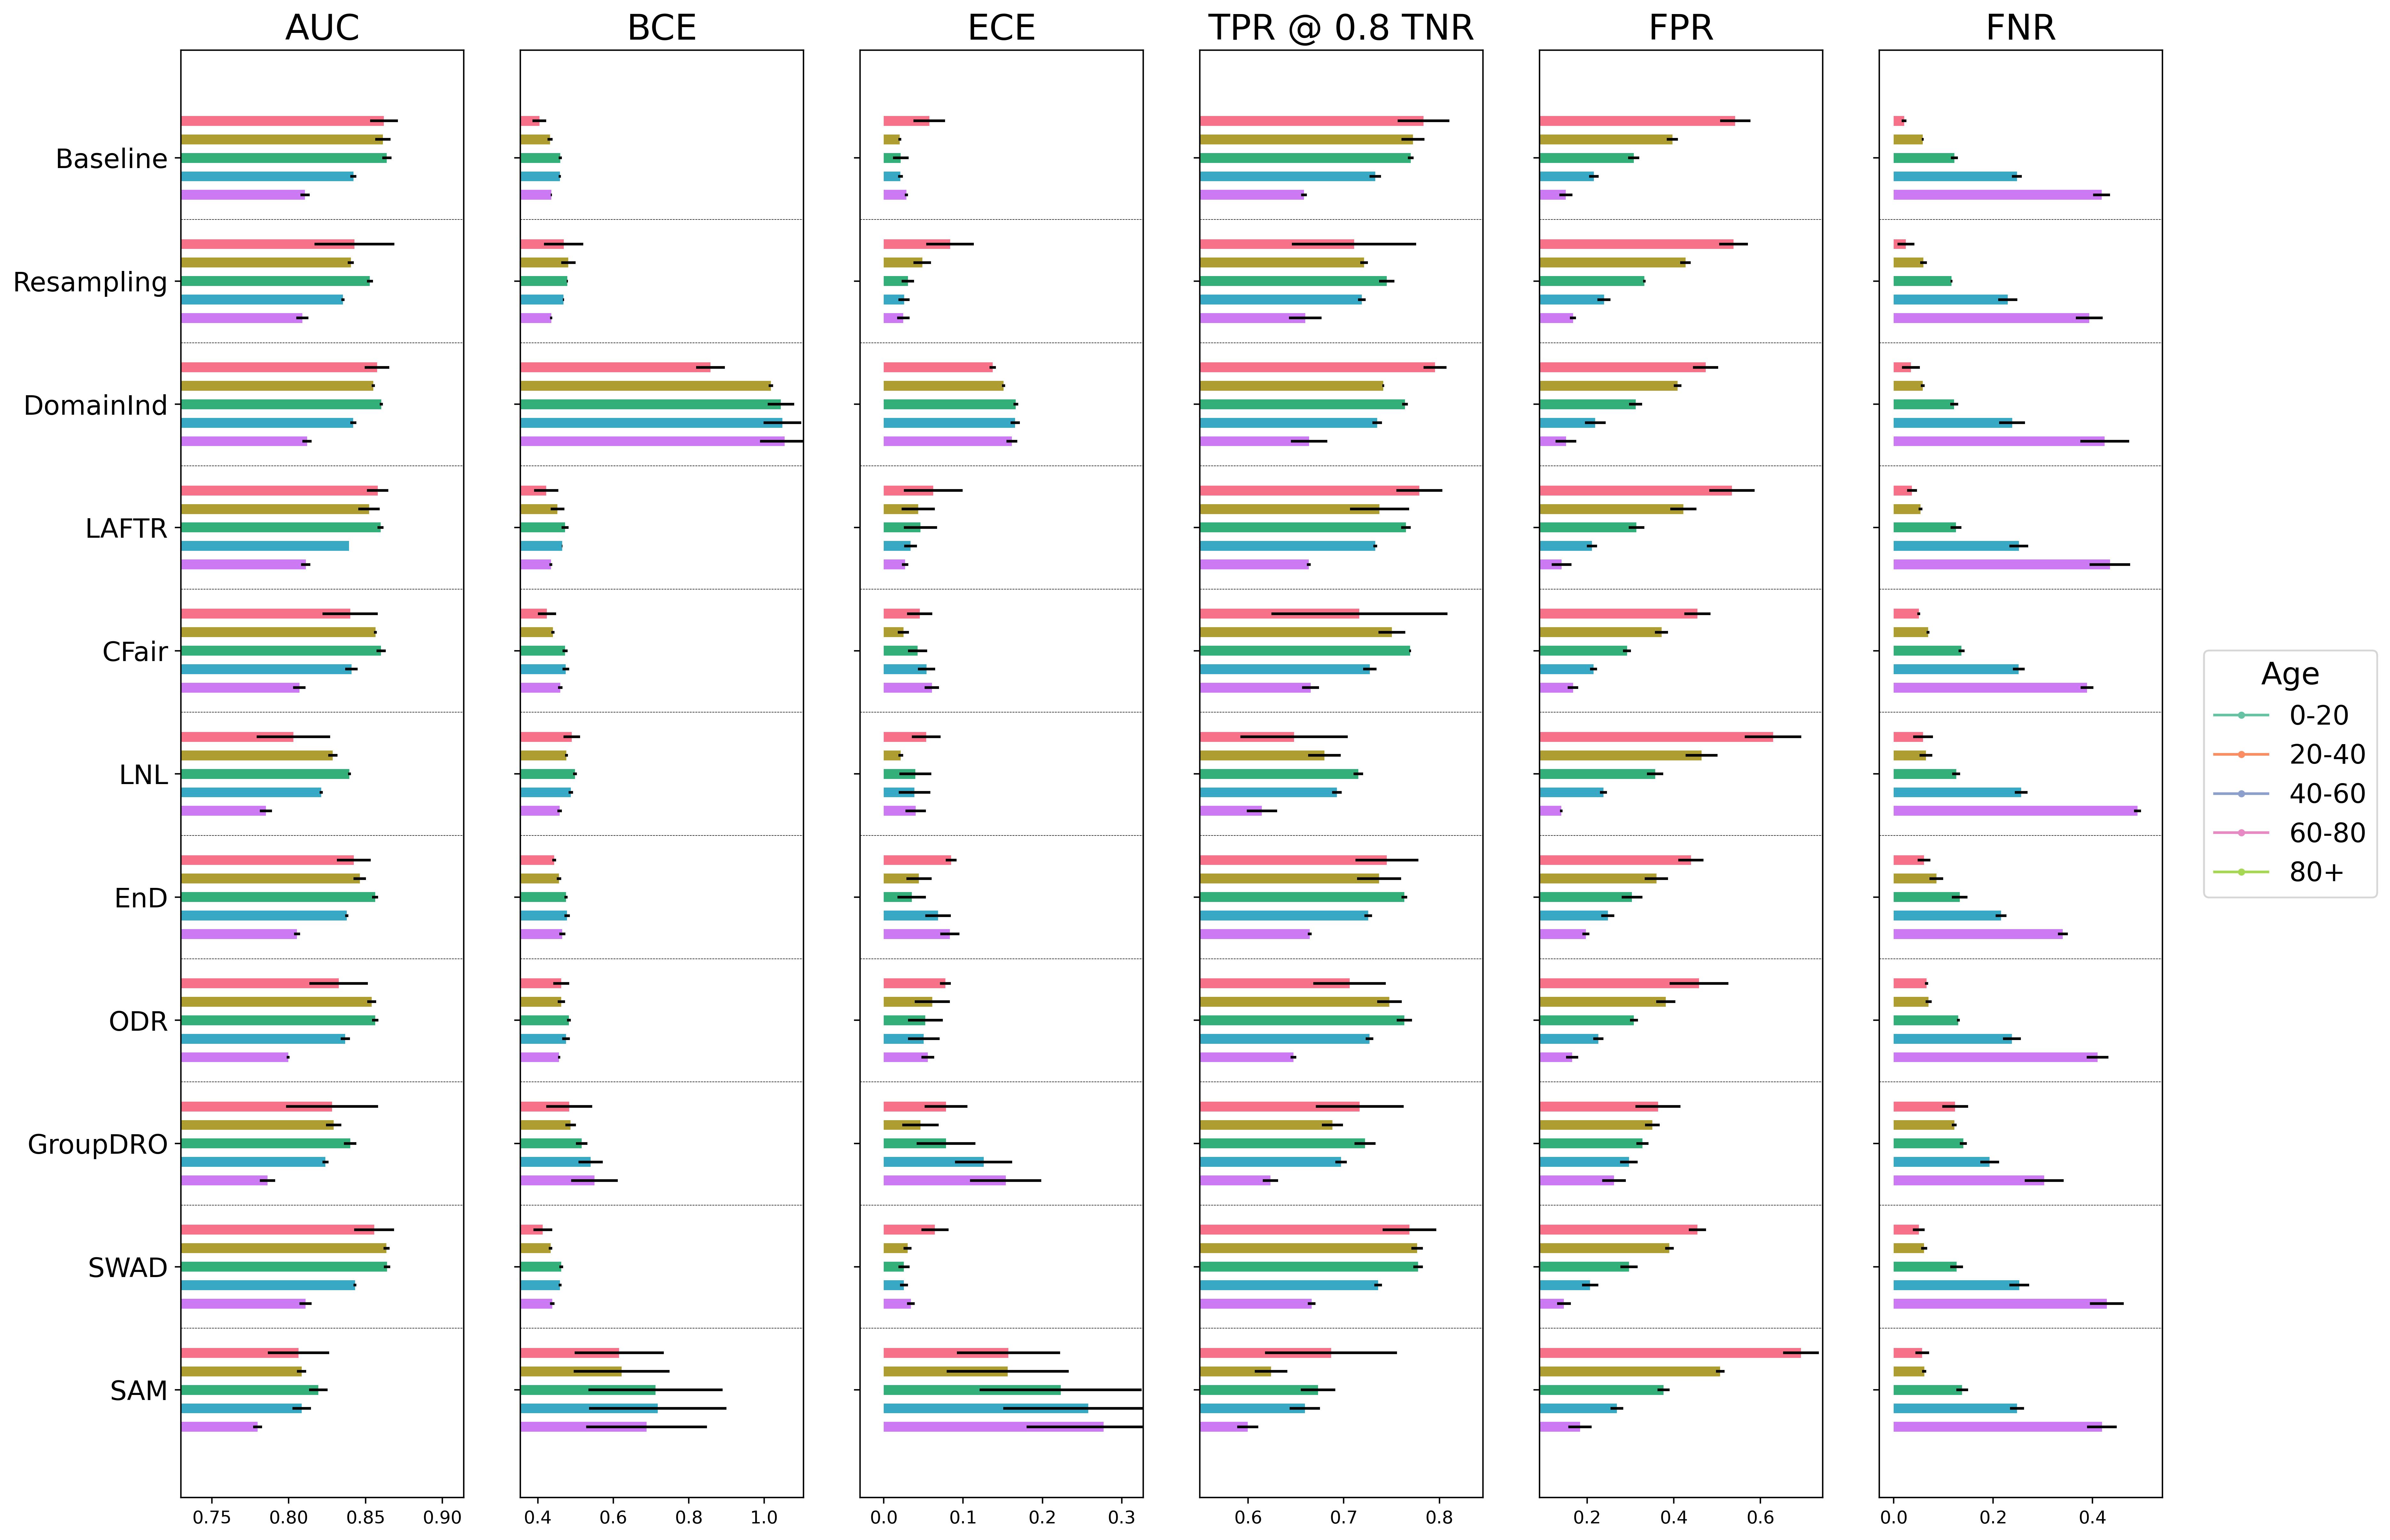 AUC BCE ECE TPR @ 0.8 TNR FPR FNR
Baseline
Resampling
DomainInd
LAFTR
CFair
LNL
EnD
ODR
GroupDRO
SWAD
SAM
Age
0-20
20-40
40-60
60-80
80+
0.75 0.80 0.85 0.90 0.4 0.6 0.8 1.0 0.0 0.1 0.2 0.3 0.6 0.7 0.8 0.2 0.4 0.6 0.0 0.2 0.4